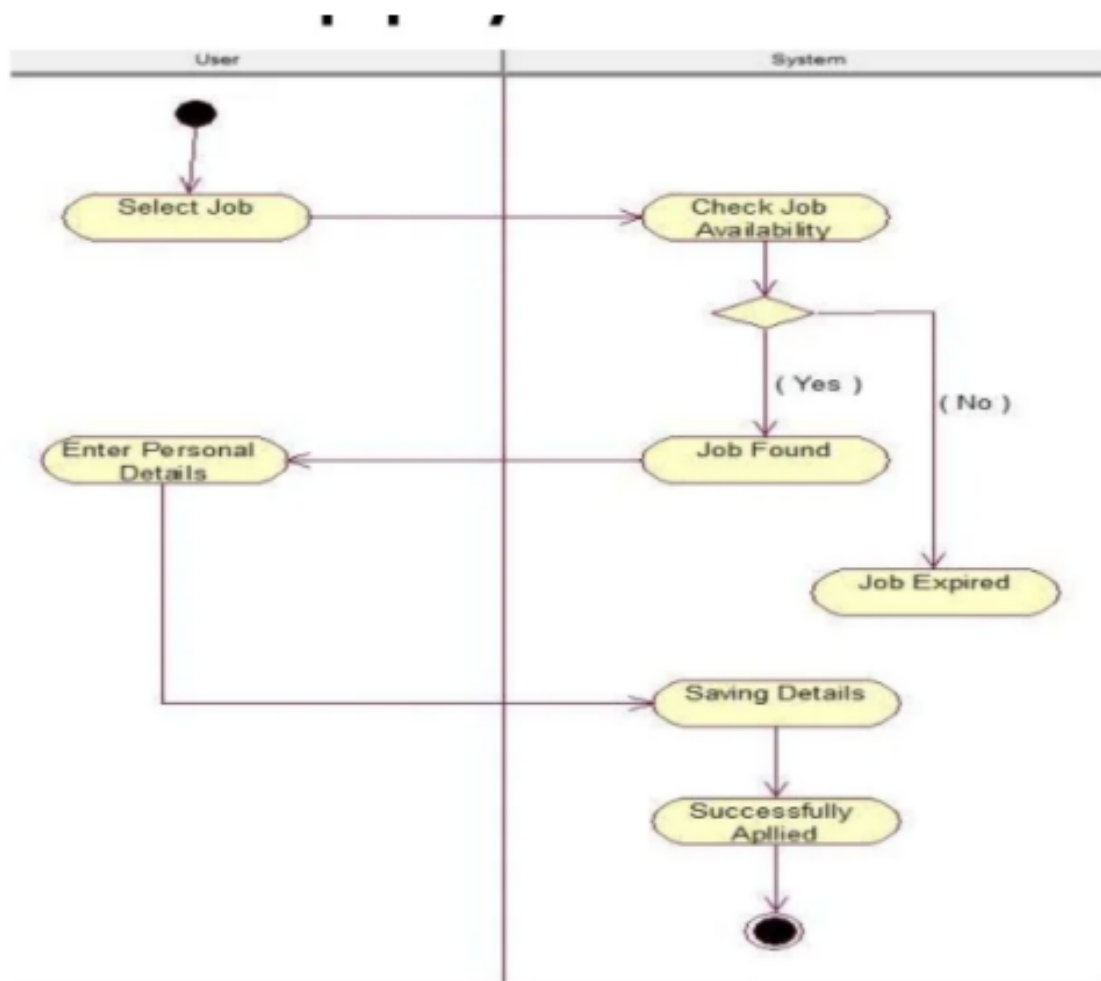 User
System
Select Job
Check Job
Availability
( Yes )
( No )
Enter Personal
Details
Job Found
Job Expired
Saving Details
Successfully
Apllied